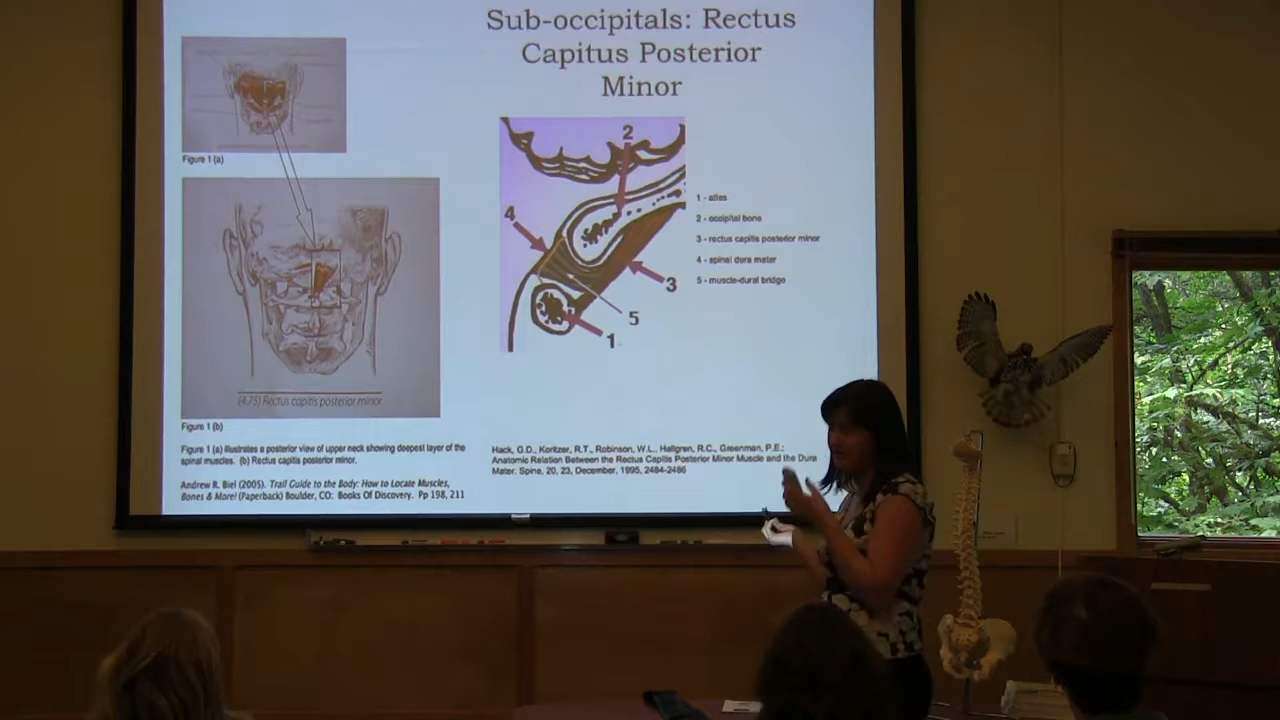 Sub-occipitals: Rectus
Capitus Posterior
Minor
Figure 1 (a)
(4.75) Rectus capitis posterior minor
Figure 1 (b)
Figure 1 (a) illustrates a posterior view of upper neck showing deepest layer of the
spinal muscles. (b) Rectus capitis posterior minor.
Andrew R. Biel (2005). Trail Guide to the Body: How to Locate Muscles,
Bones & More! (Paperback) Boulder, CO: Books Of Discovery. Pp 198, 211
2
4
3
5
1
1 - atlas
2 - occipital bone
3 - rectus capitis posterior minor
4 - spinal dura mater
5 - muscle-dural bridge
Hack, G.D., Koritzer, R.T., Robinson, W.L., Hallgren, R.C., Greenman, P.E.:
Anatomic Relation Between the Rectus Capitis Posterior Minor Muscle and the Dura
Mater. Spine, 20, 23, December, 1995, 2484-2486